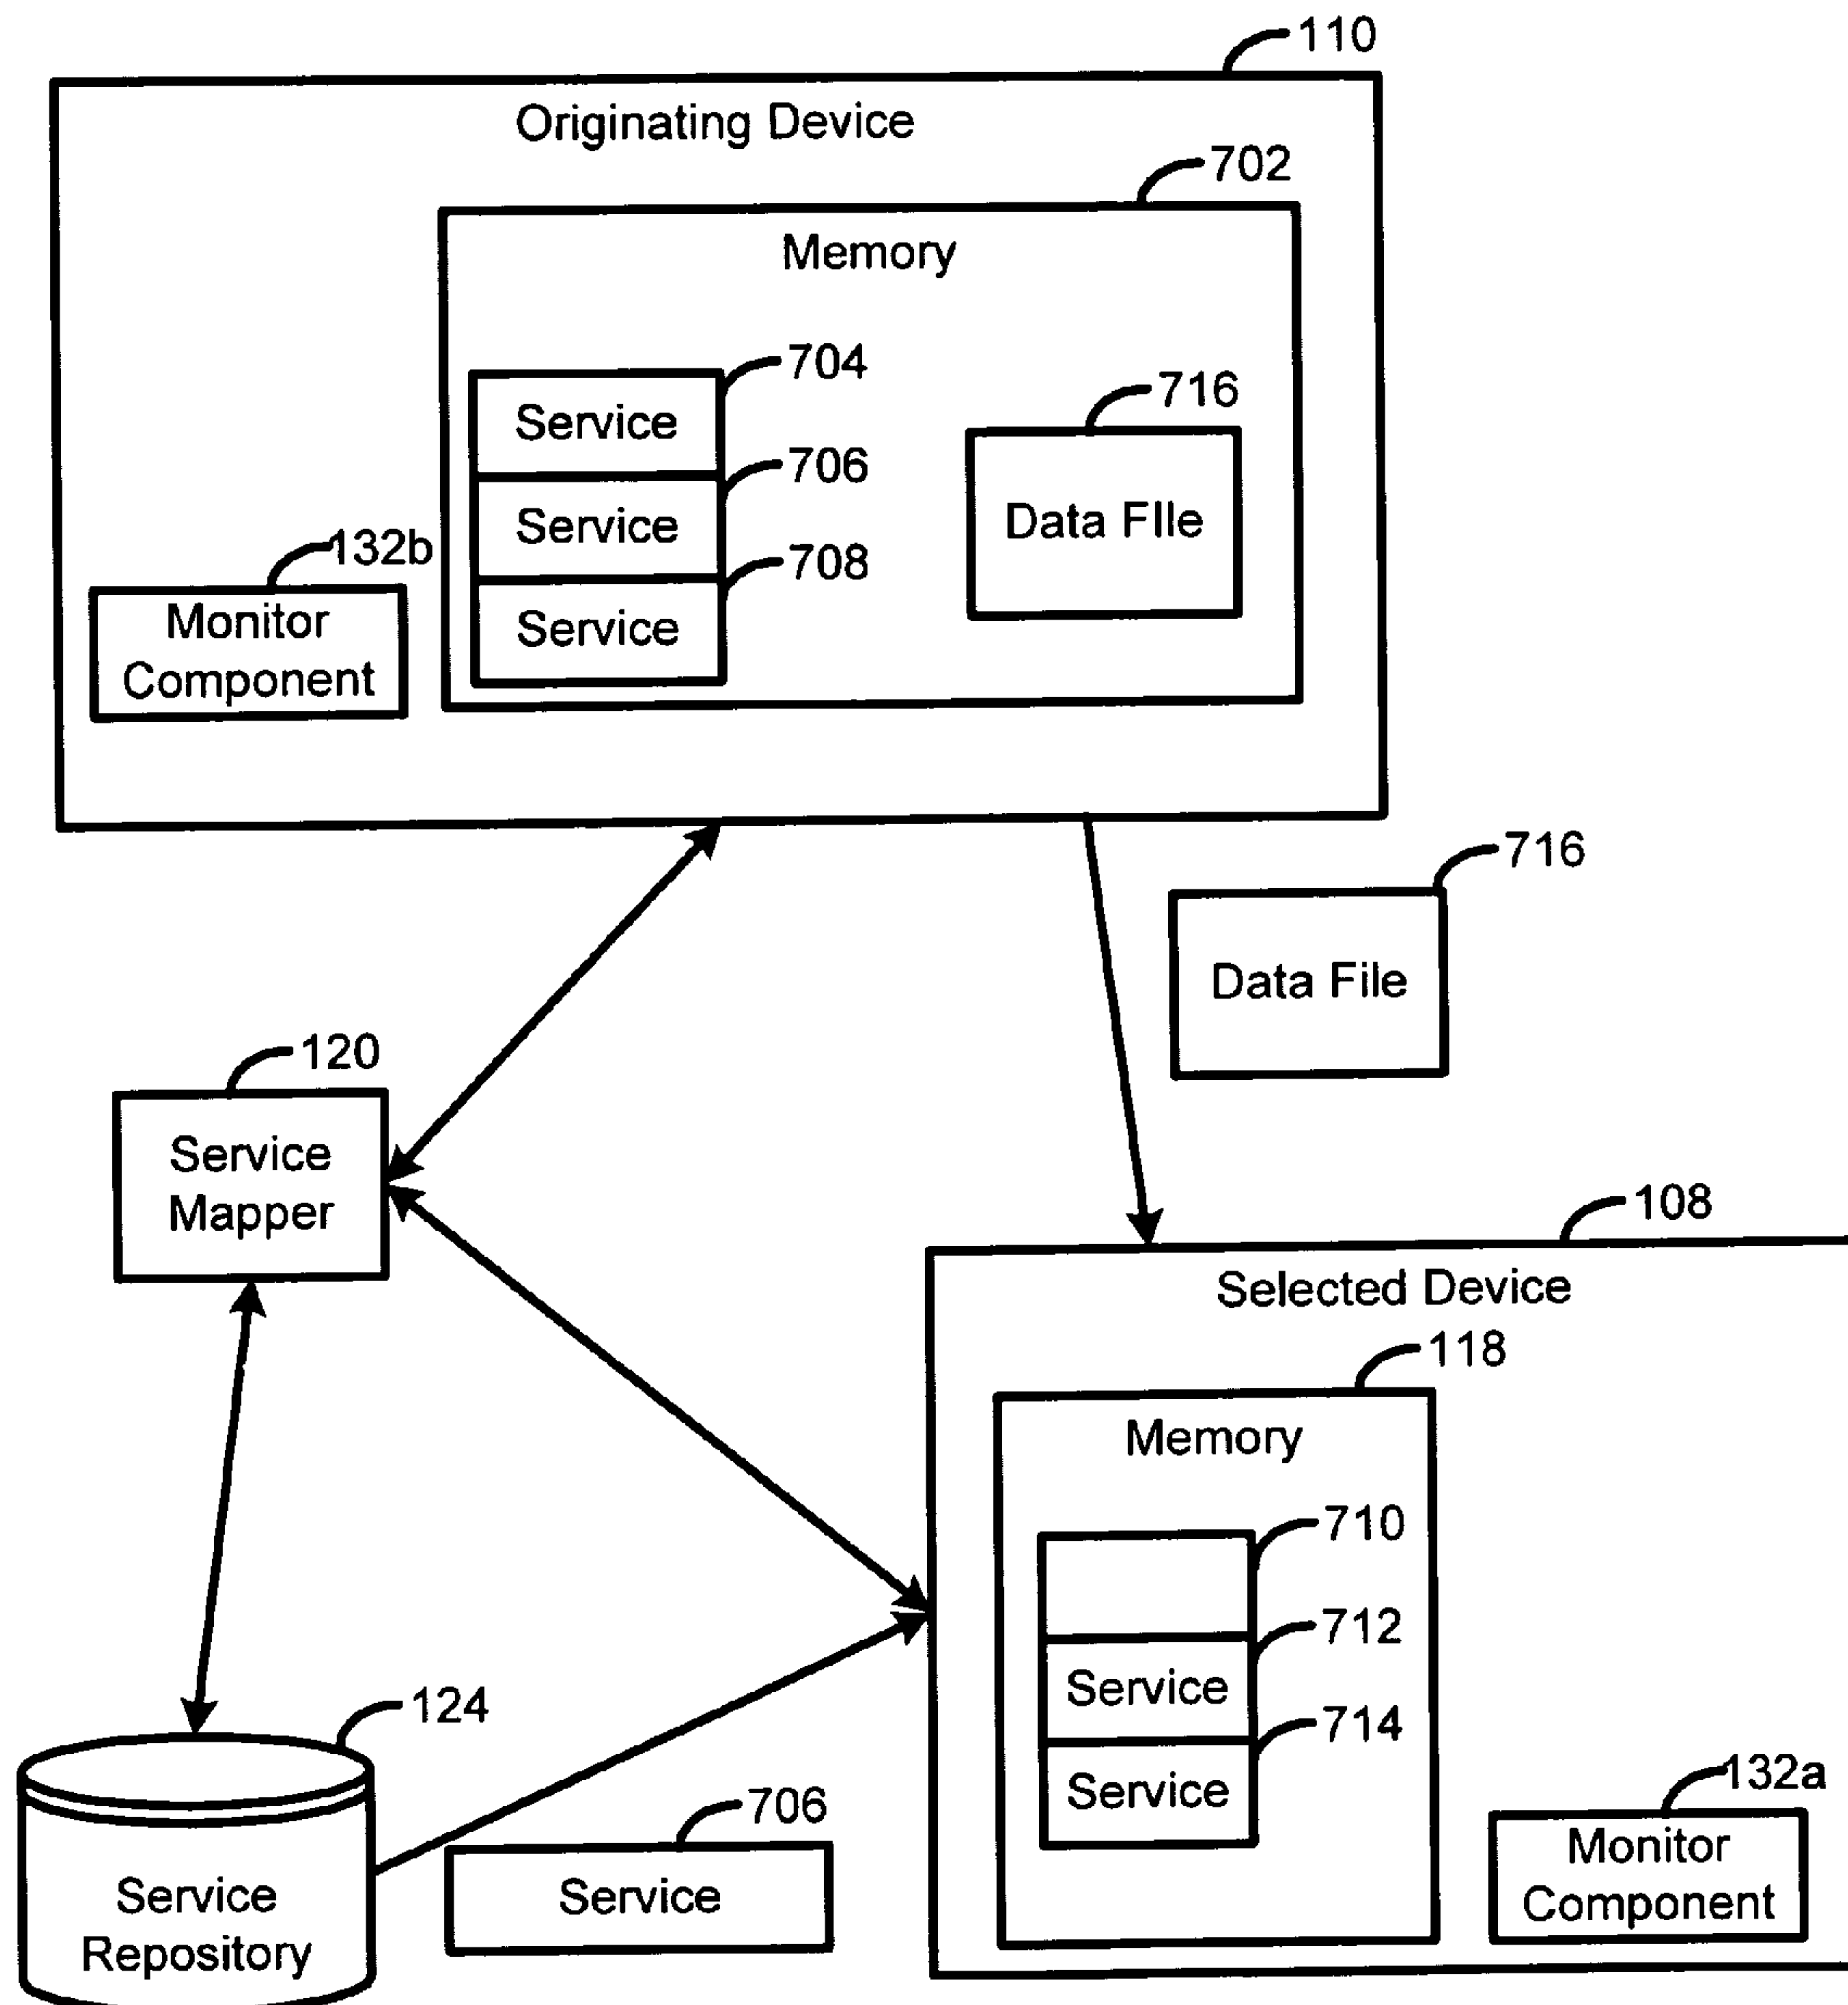 110
Originating Device
702
Memory
704
Service
706
Service
708
Service
716
Data FIle
132b
Monitor
Component
716
Data File
120
Service
Mapper
108
Selected Device
118
Memory
710
712
Service
714
Service
132a
Monitor
Component
124
Service
Repository
706
Service